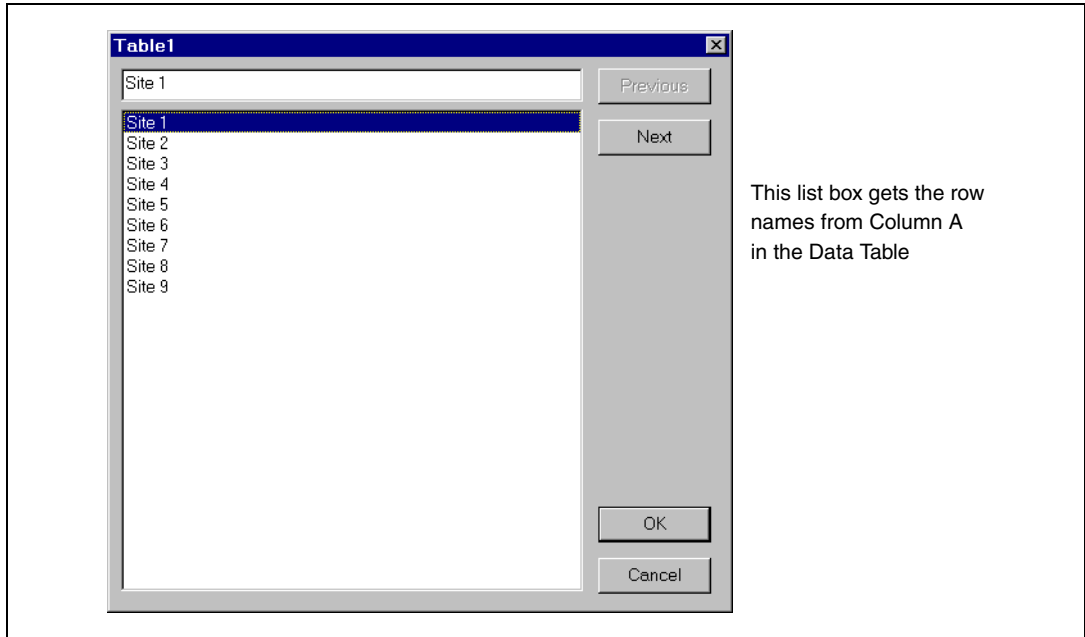 Table1
Site 1
Previous
Site 1
Site 2
Site 3
Site 4
Site 5
Site 6
Site 7
Site 8
Site 9
Next
This list box gets the row
names from Column A
in the Data Table
OK
Cancel